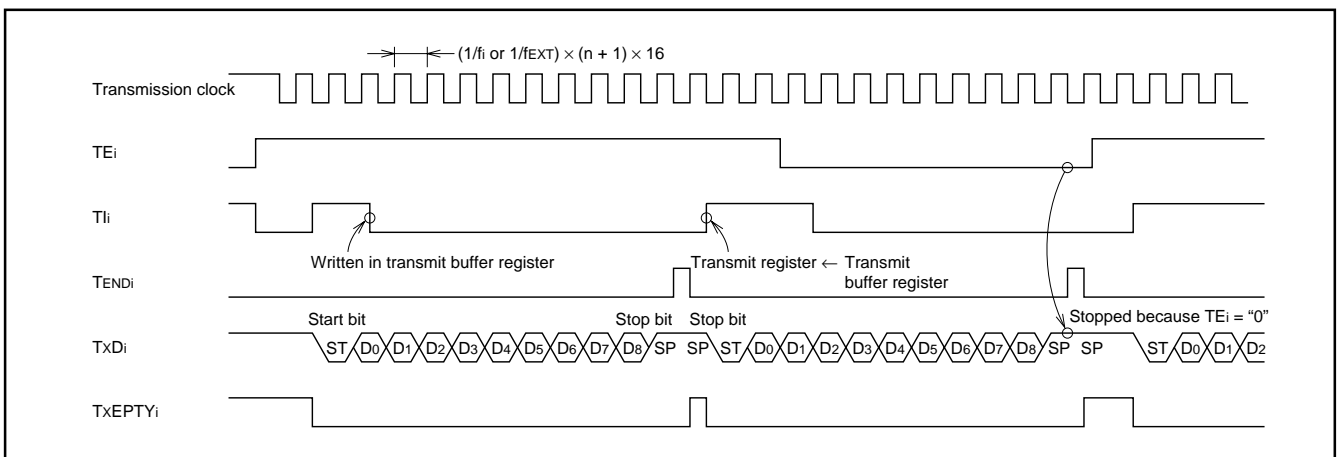 (1/fi or 1/fEXT) × (n + 1) × 16
Transmission clock
TEi
TIi
Written in transmit buffer register
Transmit register ← Transmit
buffer register
TENDi
Start bit
Stop bit
Stop bit
Stopped because TEi = “0”
TXDi
ST D0 D1 D2 D3 D4 D5 D6 D7 D8 SP SP ST D0 D1 D2 D3 D4 D5 D6 D7 D8 SP SP ST D0 D1 D2
TXEPTYi